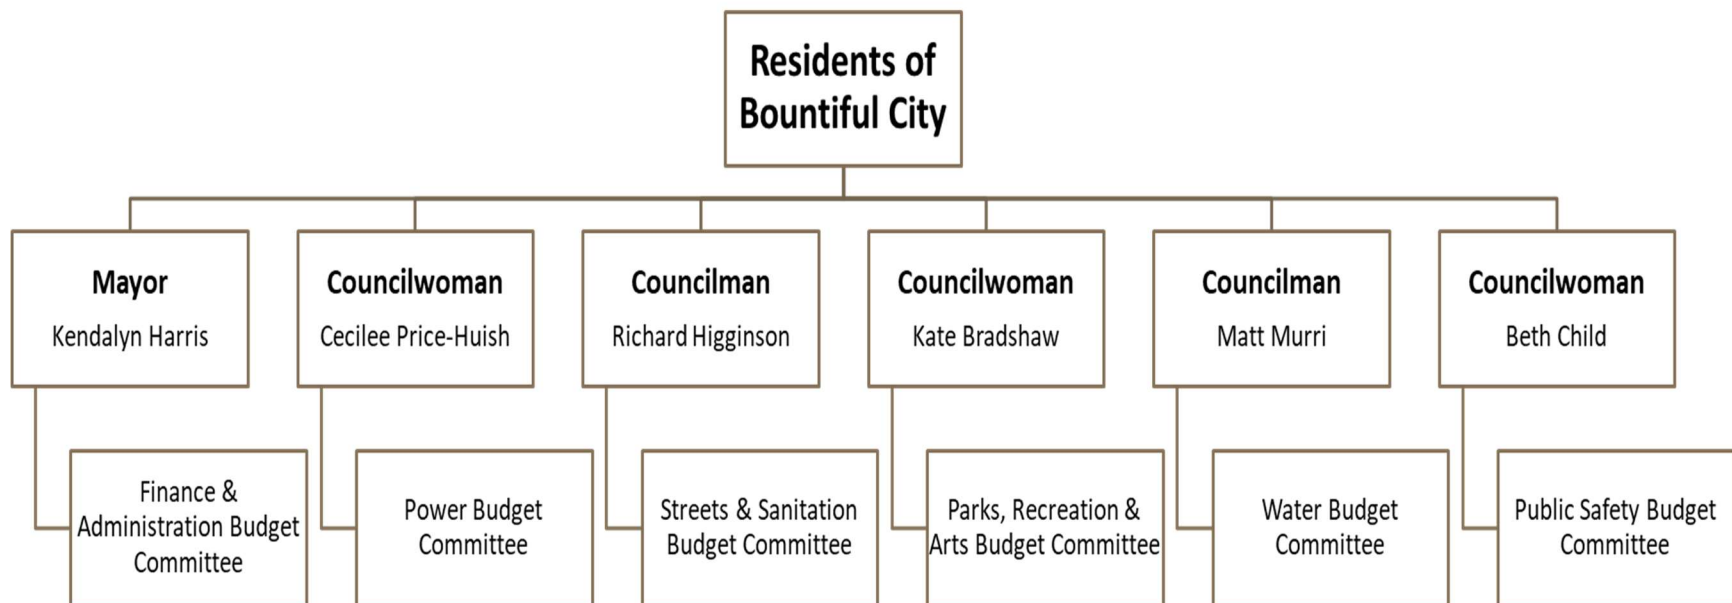 Residents of
Bountiful City
Mayor
Kendalyn Harris
Councilwoman
Cecilee Price-Huish
Councilman
Richard Higginson
Councilwoman
Kate Bradshaw
Councilman
Matt Murri
Councilwoman
Beth Child
Finance &
Administration Budget
Committee
Power Budget
Committee
Streets & Sanitation
Budget Committee
Parks, Recreation &
Arts Budget Committee
Water Budget
Committee
Public Safety Budget
Committee